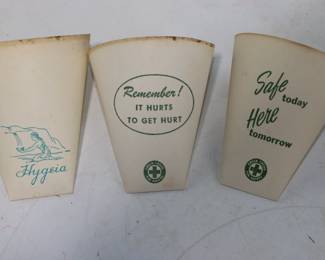 Hygeia
Remember!
IT HURTS
TO GET HURT
Safe
today
Here
tomorrow